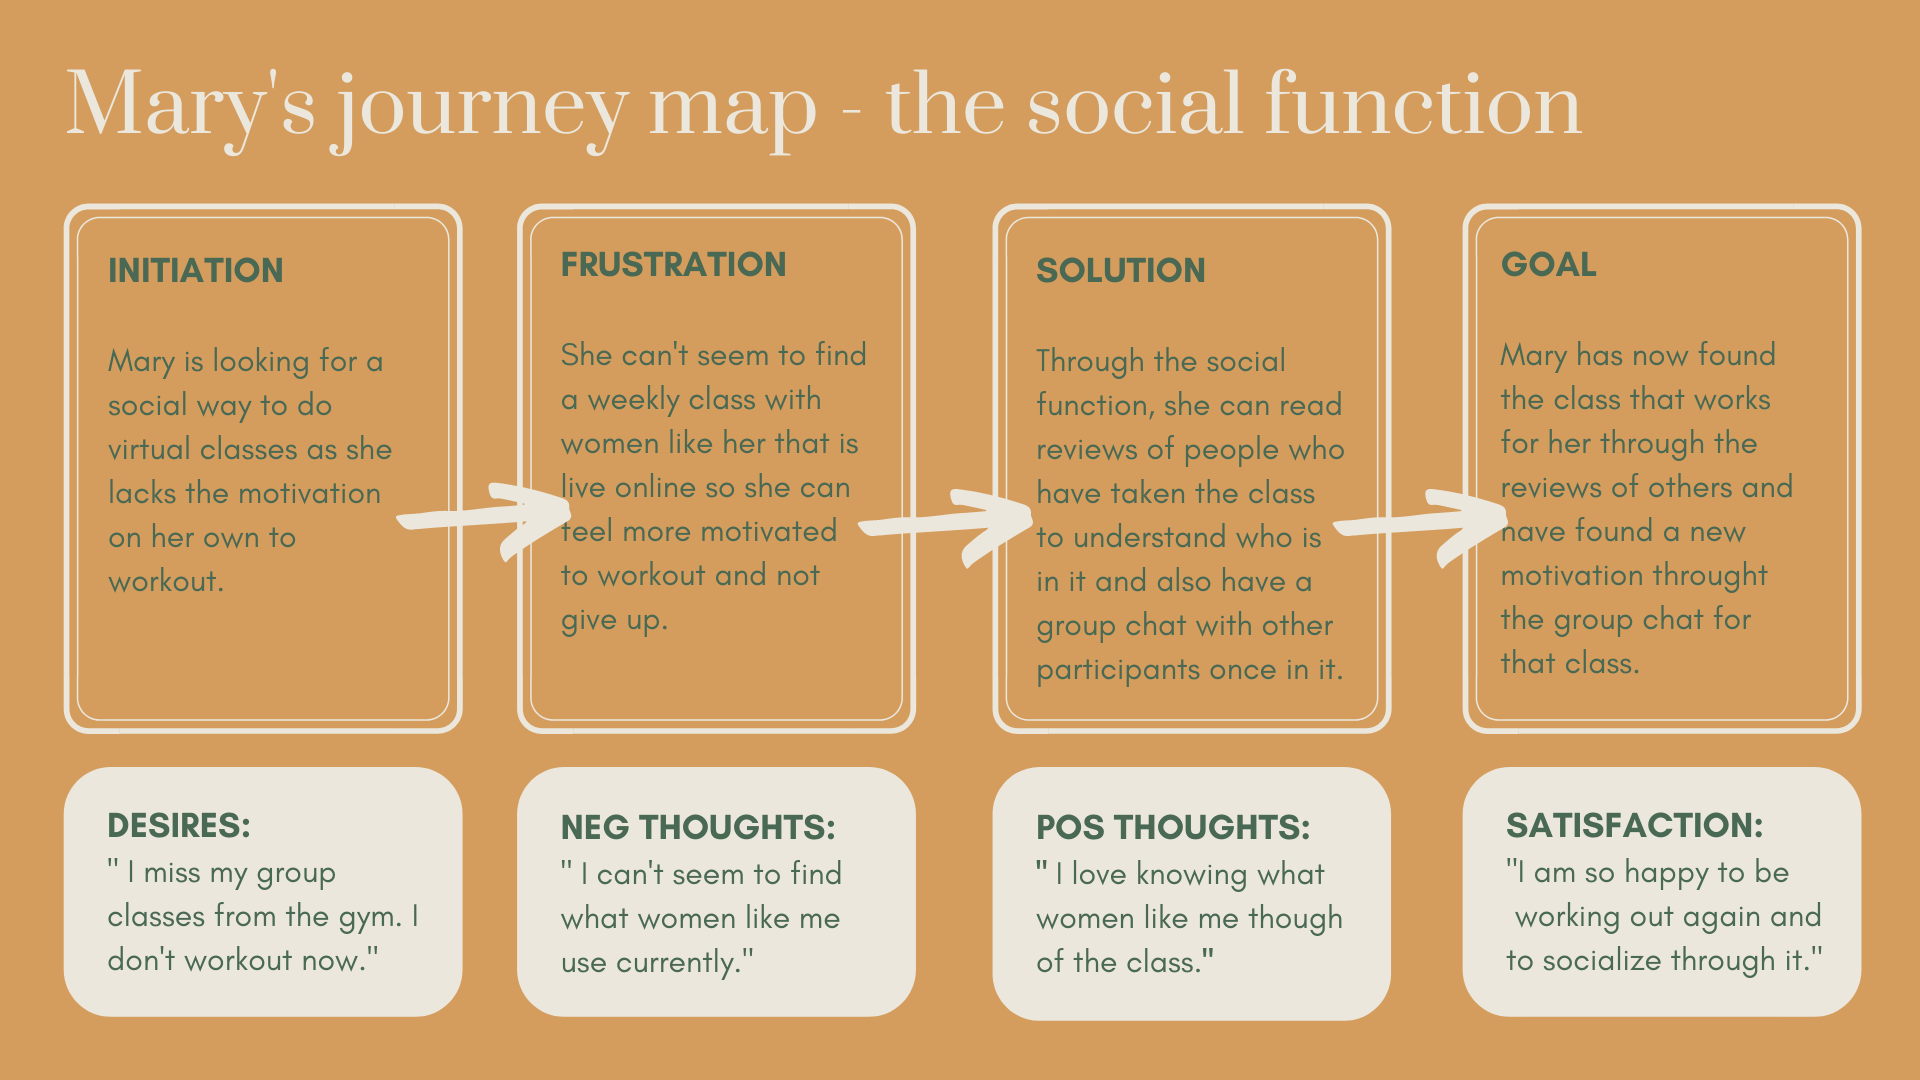 Mary's journey map - the social function
INITIATION
Mary is looking for a
social way to do
virtual classes as she
lacks the motivation
on her own to
workout.
FRUSTRATION
She can't seem to find
a weekly class with
women like her that is
live online so she can
feel more motivated
to workout and not
give up.
SOLUTION
Through the social
function, she can read
reviews of people who
have taken the class
to understand who is
in it and also have a
group chat with other
participants once in it.
GOAL
Mary has now found
the class that works
for her through the
reviews of others and
have found a new
motivation throught
the group chat for
that class.
DESIRES:
" I miss my group
classes from the gym. I
don't workout now."
NEG THOUGHTS:
" I can't seem to find
what women like me
use currently."
POS THOUGHTS:
" I love knowing what
women like me though
of the class."
SATISFACTION:
"I am so happy to be
working out again and
to socialize through it."